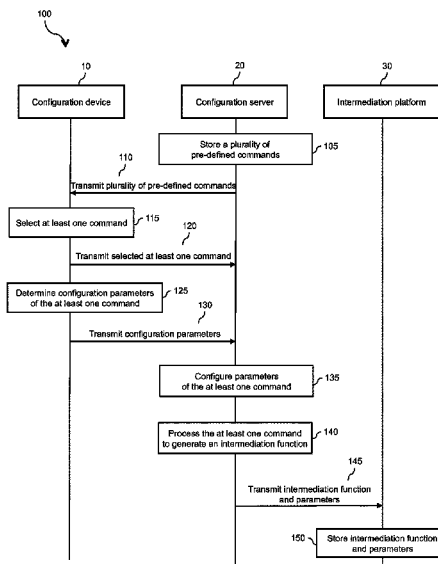 100
10
20
30
Configuration device
Configuration server
Intermediation platform
Store a plurality of
pre-defined commands
105
110
Transmit plurality of pre-defined commands
Select at least one command
115
120
Transmit selected at least one command
Determine configuration parameters
of the at least one command
125
130
Transmit configuration parameters
Configure parameters
of the at least one command
135
Process the at least one command
to generate an intermediation function
140
145
Transmit intermediation function
and parameters
150
Store intermediation function
and parameters